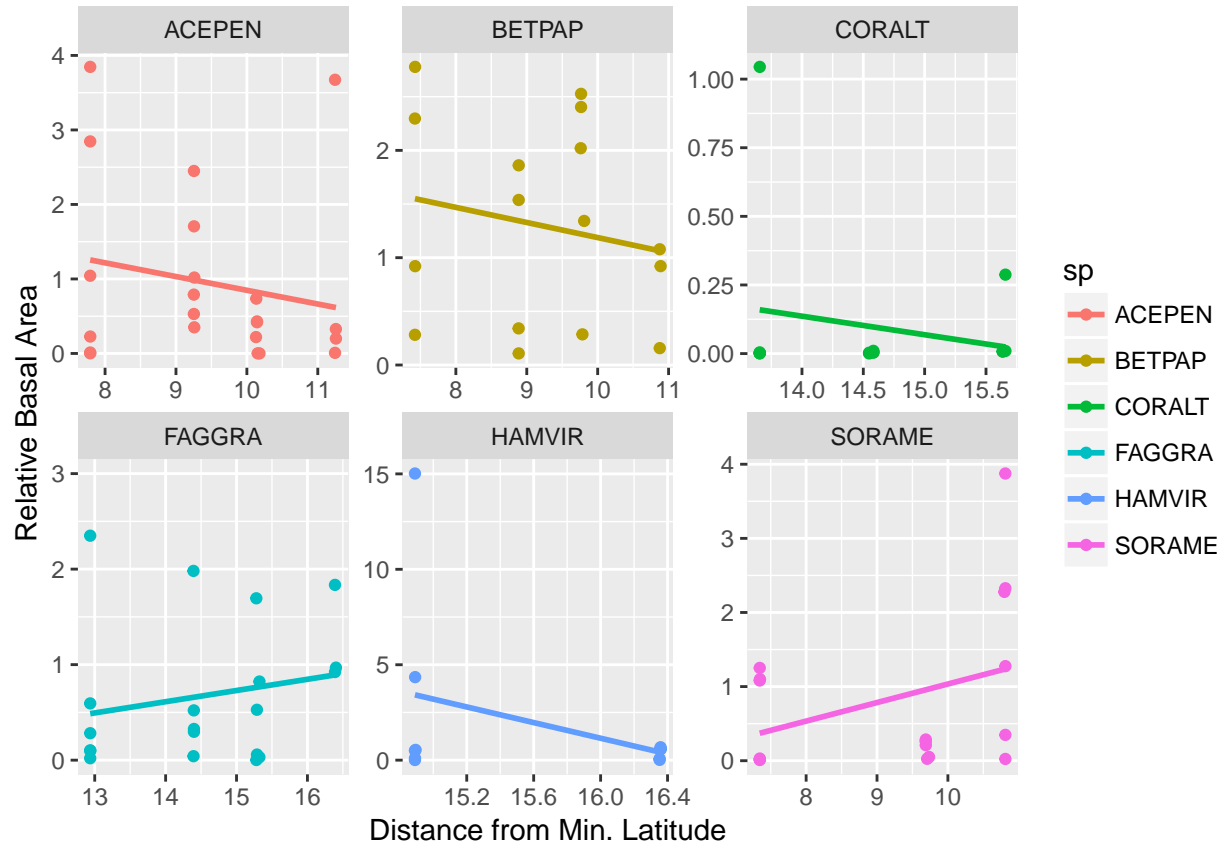 ACEPEN BETPAP CORALT
4
3
2
1
0
8 9 10 11
2
1
0
8 9 10 11
1.00
0.75
0.50
0.25
0.00
14.0 14.5 15.0 15.5
FAGGRA HAMVIR SORAME
3
2
1
0
13 14 15 16
15
10
5
0
15.2 15.6 16.0 16.4
4
3
2
1
0
8 9 10
Relative Basal Area
Distance from Min. Latitude
sp
ACEPEN
BETPAP
CORALT
FAGGRA
HAMVIR
SORAME